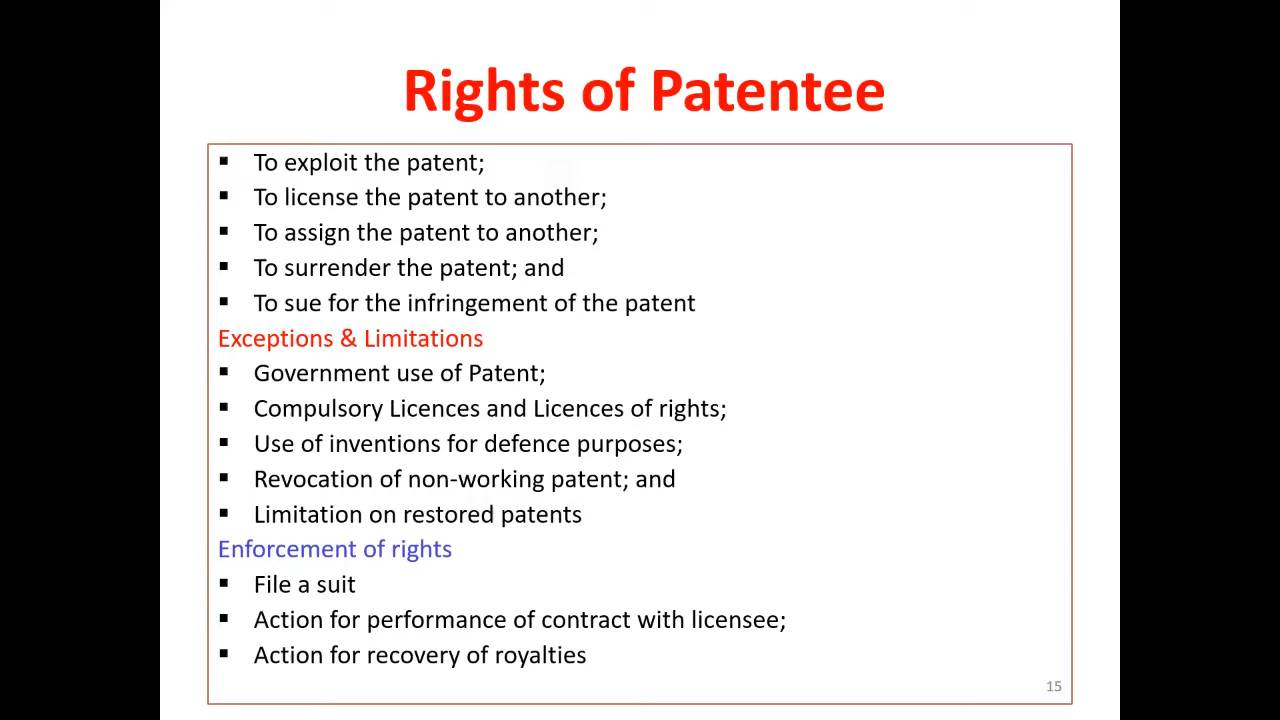 Rights of Patentee
▪ To exploit the patent;
▪ To license the patent to another;
▪ To assign the patent to another;
▪ To surrender the patent; and
▪ To sue for the infringement of the patent
Exceptions & Limitations
▪ Government use of Patent;
▪ Compulsory Licences and Licences of rights;
▪ Use of inventions for defence purposes;
▪ Revocation of non-working patent; and
▪ Limitation on restored patents
Enforcement of rights
▪ File a suit
▪ Action for performance of contract with licensee;
▪ Action for recovery of royalties
15